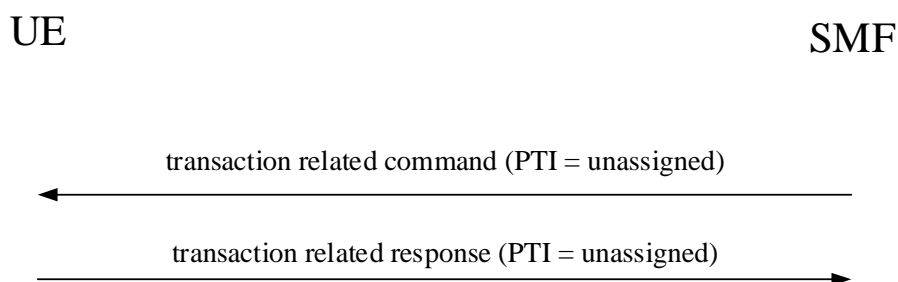 UE
SMF
transaction related command (PTI = unassigned)
transaction related response (PTI = unassigned)